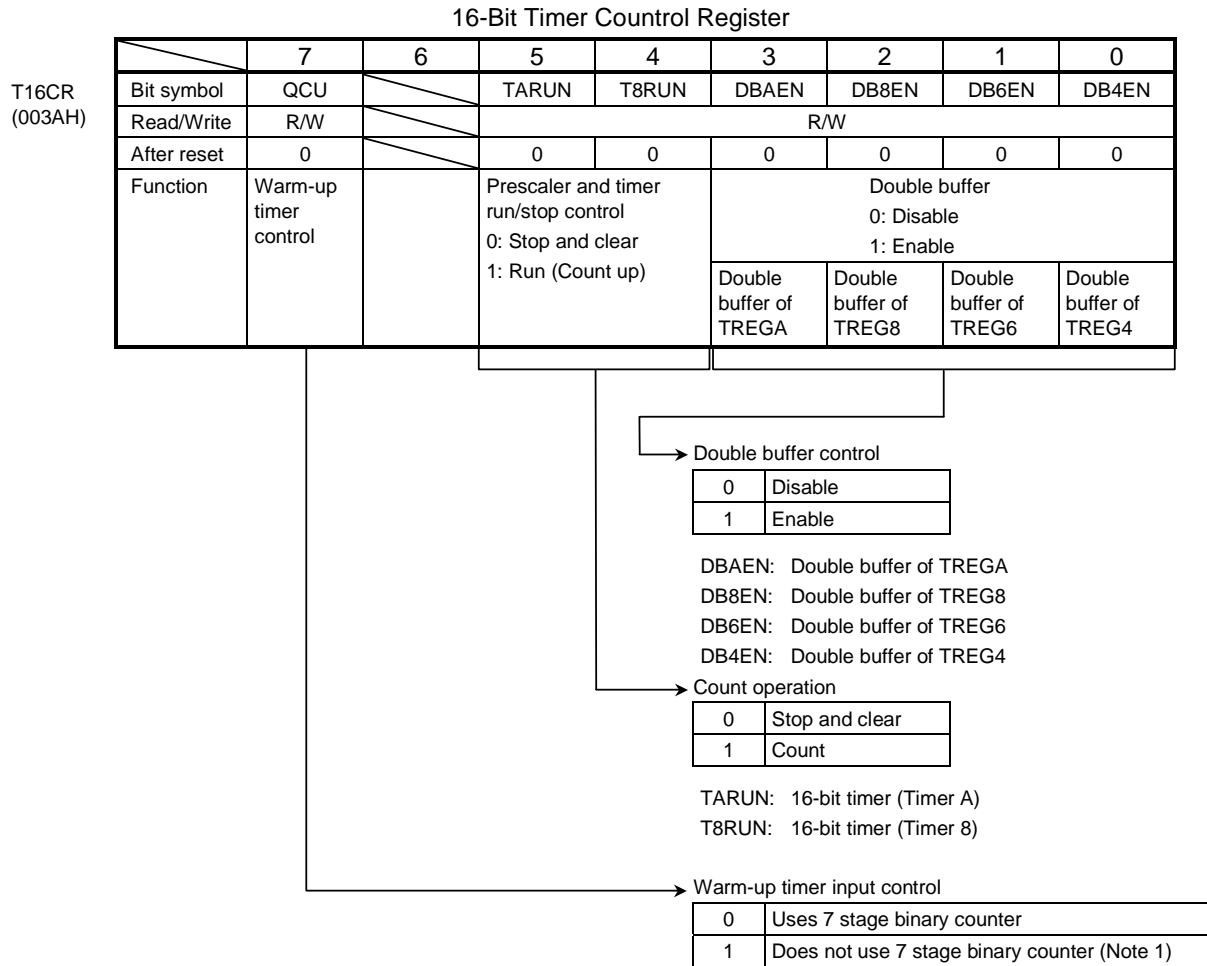 16-Bit Timer Countrol Register
7 6 5 4 3 2 1 0
T16CR
(003AH)
Bit symbol QCU TARUN T8RUN DBAEN DB8EN DB6EN DB4EN
Read/Write R/W R/W
After reset 0 0 0 0 0 0 0
Function
Warm-up
timer
control
Prescaler and timer
run/stop control
0: Stop and clear
1: Run (Count up)
Double buffer
0: Disable
1: Enable
Double
buffer of
TREGA
Double
buffer of
TREG8
Double
buffer of
TREG6
Double
buffer of
TREG4
Double buffer control
0 Disable
1 Enable
DBAEN: Double buffer of TREGA
DB8EN: Double buffer of TREG8
DB6EN: Double buffer of TREG6
DB4EN: Double buffer of TREG4
Count operation
0 Stop and clear
1 Count
TARUN: 16-bit timer (Timer A)
T8RUN: 16-bit timer (Timer 8)
Warm-up timer input control
0 Uses 7 stage binary counter
1 Does not use 7 stage binary counter (Note 1)